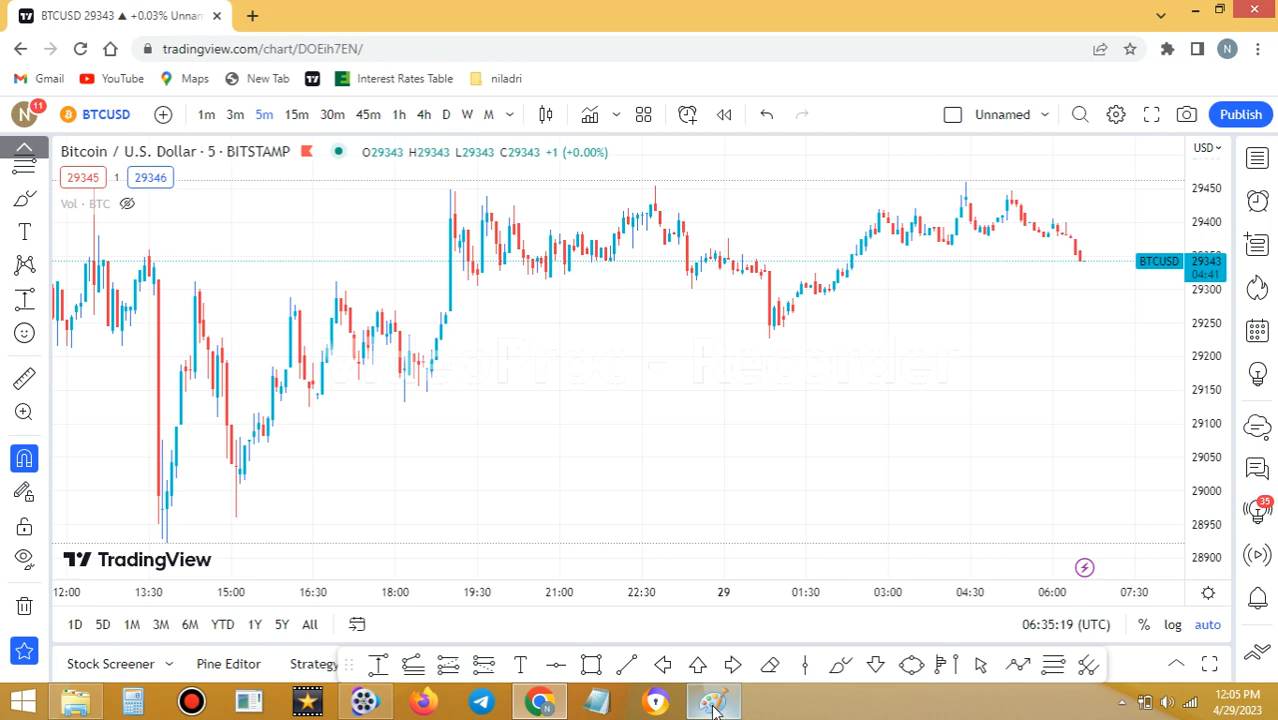 BTCUSD 29343 ▲ +0.03% Unnam
tradingview.com/chart/DOEih7EN/
N
Gmail YouTube Maps New Tab Interest Rates Table niladri
N 11 BTCUSD 1m 3m 5m 15m 30m 45m 1h 4h D W M Unnamed Publish
Bitcoin / U.S. Dollar · 5 · BITSTAMP O29343 H29343 L29343 C29343 +1 (+0.00%) USD
29345 1 29346
Vol · BTC
29450
29400
BTCUSD 29343
04:41
29300
29250
29200
29150
29100
29050
29000
28950
28900
VideoProc - Recorder
TradingView
12:00 13:30 15:00 16:30 18:00 19:30 21:00 22:30 29 01:30 03:00 04:30 06:00 07:30
1D 5D 1M 3M 6M YTD 1Y 5Y All 06:35:19 (UTC) % log auto
35
Stock Screener Pine Editor Strategy
T
12:05 PM
4/29/2023